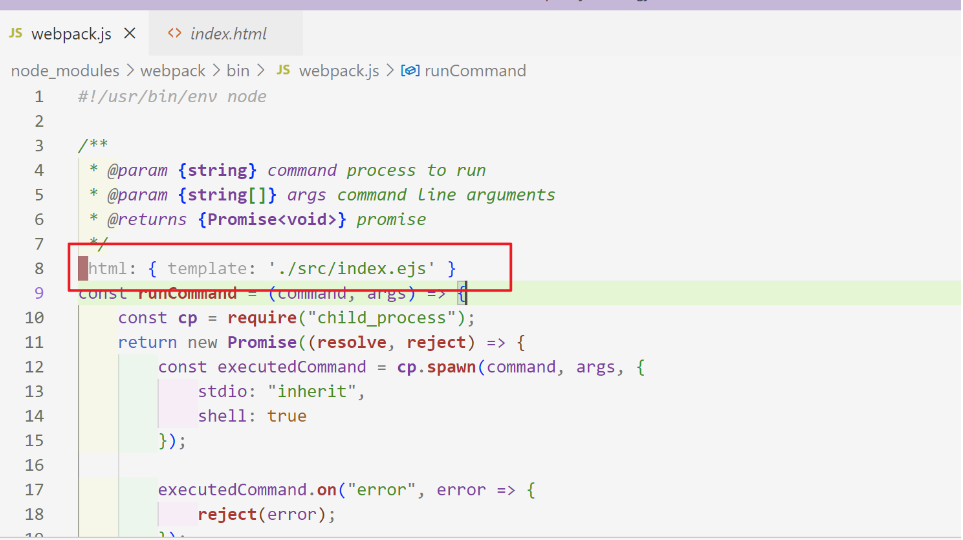 JS webpack.js × <> index.html
node_modules > webpack > bin > JS webpack.js > runCommand
1 #!/usr/bin/env node
2
3 /**
4 * @param {string} command process to run
5 * @param {string[]} args command line arguments
6 * @returns {Promise<void>} promise
7 */
8 html: { template: './src/index.ejs' }
9 const runCommand = (command, args) => {
10 const cp = require("child_process");
11 return new Promise((resolve, reject) => {
12 const executedCommand = cp.spawn(command, args, {
13 stdio: "inherit",
14 shell: true
15 });
16
17 executedCommand.on("error", error => {
18 reject(error);
19 });